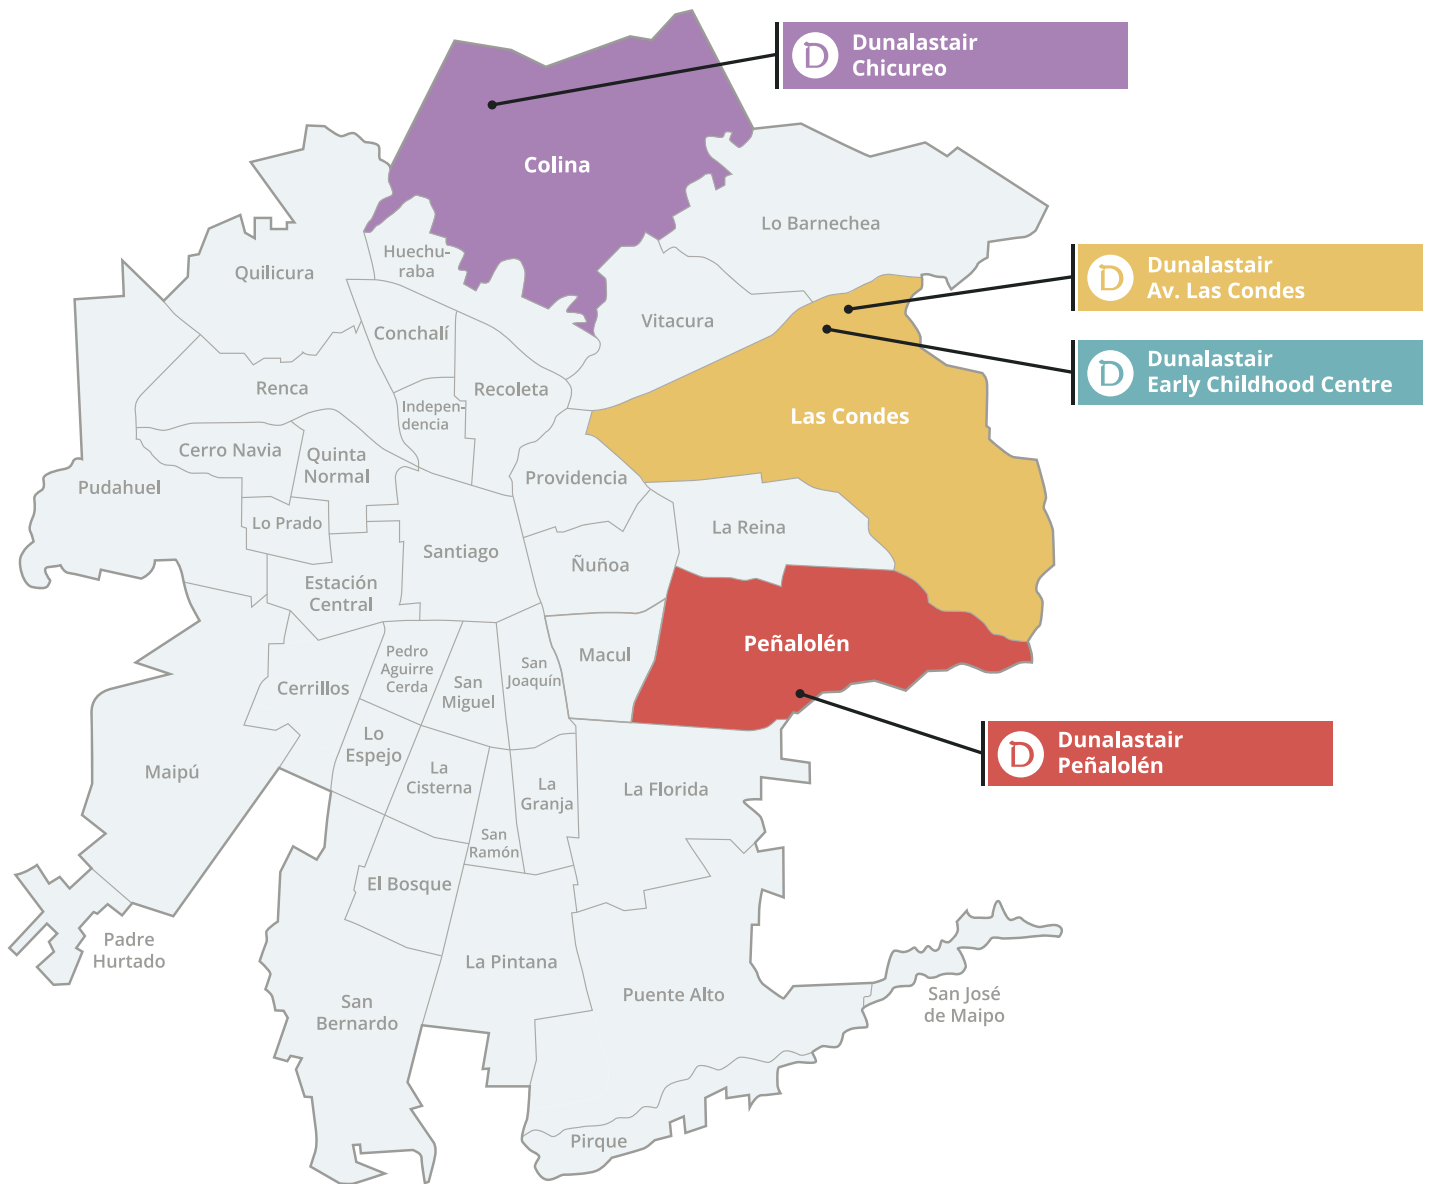 Dunalastair
Chicureo
Colina
Lo Barnechea
Huechu-
raba
Quilicura
Dunalastair
Av. Las Condes
Vitacura
Conchalí
Dunalastair
Early Childhood Centre
Renca
Recoleta
Indepen-
dencia
Las Condes
Cerro Navia
Quinta
Normal
Providencia
Pudahuel
Lo Prado
La Reina
Santiago
Ñuñoa
Estación
Central
Peñalolén
Pedro
Aguirre
Cerda
San
Joaquín
Macul
Cerrillos
San
Miguel
Lo
Espejo
Dunalastair
Peñalolén
Maipú
La
Cisterna
La
Granja
La Florida
San
Ramón
El Bosque
Padre
Hurtado
La Pintana
Puente Alto
San José
de Maipo
San
Bernardo
Pirque